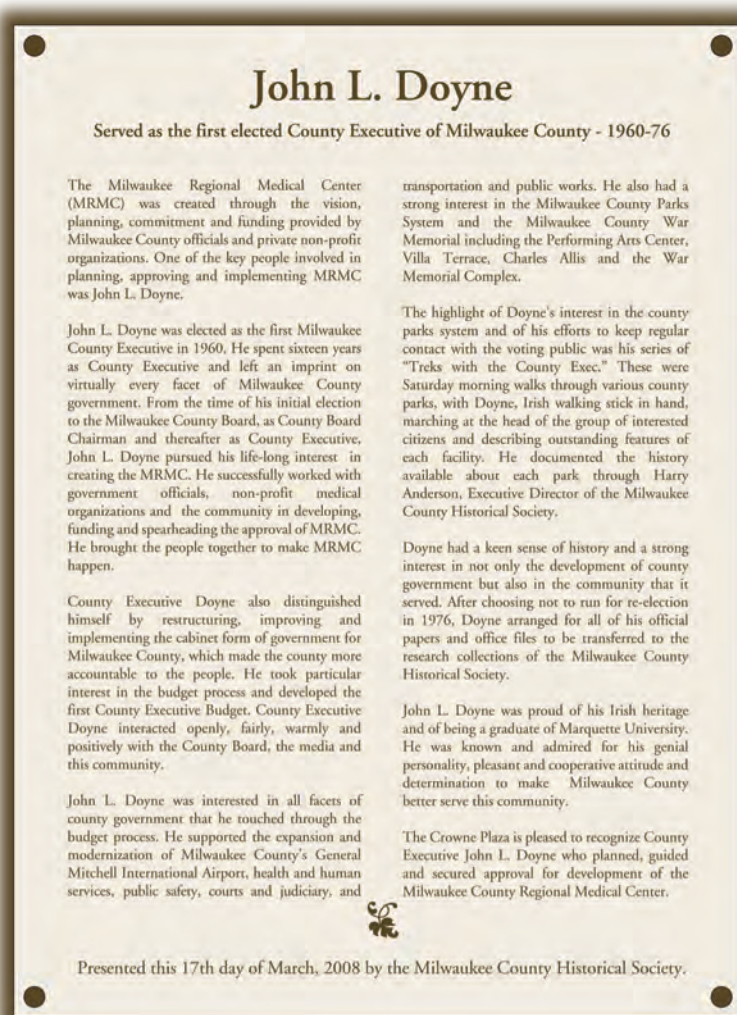 John L. Doyne
Served as the first elected County Executive of Milwaukee County - 1960-76
The Milwaukee Regional Medical Center
(MRMC) was created through the vision,
planning, commitment and funding provided by
Milwaukee County officials and private non-profit
organizations. One of the key people involved in
planning, approving and implementing MRMC
was John L. Doyne.
John L. Doyne was elected as the first Milwaukee
County Executive in 1960. He spent sixteen years
as County Executive and left an imprint on
virtually every facet of Milwaukee County
government. From the time of his initial election
to the Milwaukee County Board, as County Board
Chairman and thereafter as County Executive,
John L. Doyne pursued his life-long interest in
creating the MRMC. He successfully worked with
government officials, non-profit medical
organizations and the community in developing,
funding and spearheading the approval of MRMC.
He brought the people together to make MRMC
happen.
County Executive Doyne also distinguished
himself by restructuring, improving and
implementing the cabinet form of government for
Milwaukee County, which made the county more
accountable to the people. He took particular
interest in the budget process and developed the
first County Executive Budget. County Executive
Doyne interacted openly, fairly, warmly and
positively with the County Board, the media and
this community.
John L. Doyne was interested in all facets of
county government that he touched through the
budget process. He supported the expansion and
modernization of Milwaukee County's General
Mitchell International Airport, health and human
services, public safety, courts and judiciary, and
transportation and public works. He also had a
strong interest in the Milwaukee County Parks
System and the Milwaukee County War
Memorial including the Performing Arts Center,
Villa Terrace, Charles Allis and the War
Memorial Complex.
The highlight of Doyne's interest in the county
parks system and of his efforts to keep regular
contact with the voting public was his series of
"Treks with the County Exec." These were
Saturday morning walks through various county
parks, with Doyne, Irish walking stick in hand,
marching at the head of the group of interested
citizens and describing outstanding features of
each facility. He documented the history
available about each park through Harry
Anderson, Executive Director of the Milwaukee
County Historical Society.
Doyne had a keen sense of history and a strong
interest in not only the development of county
government but also in the community that it
served. After choosing not to run for re-election
in 1976, Doyne arranged for all of his official
papers and office files to be transferred to the
research collections of the Milwaukee County
Historical Society.
John L. Doyne was proud of his Irish heritage
and of being a graduate of Marquette University.
He was known and admired for his genial
personality, pleasant and cooperative attitude and
determination to make Milwaukee County
better serve this community.
The Crowne Plaza is pleased to recognize County
Executive John L. Doyne who planned, guided
and secured approval for development of the
Milwaukee County Regional Medical Center.
Presented this 17th day of March, 2008 by the Milwaukee County Historical Society.